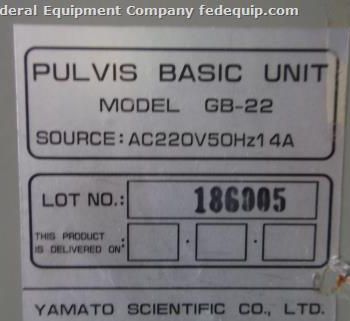 deral Equipment Company fedequip.com
PULVIS BASIC UNIT
MODEL GB-22
SOURCE: AC220V50Hz14A
LOT NO.: 186005
THIS PRODUCT
IS DELIVERED ON:
YAMATO SCIENTIFIC CO., LTD.